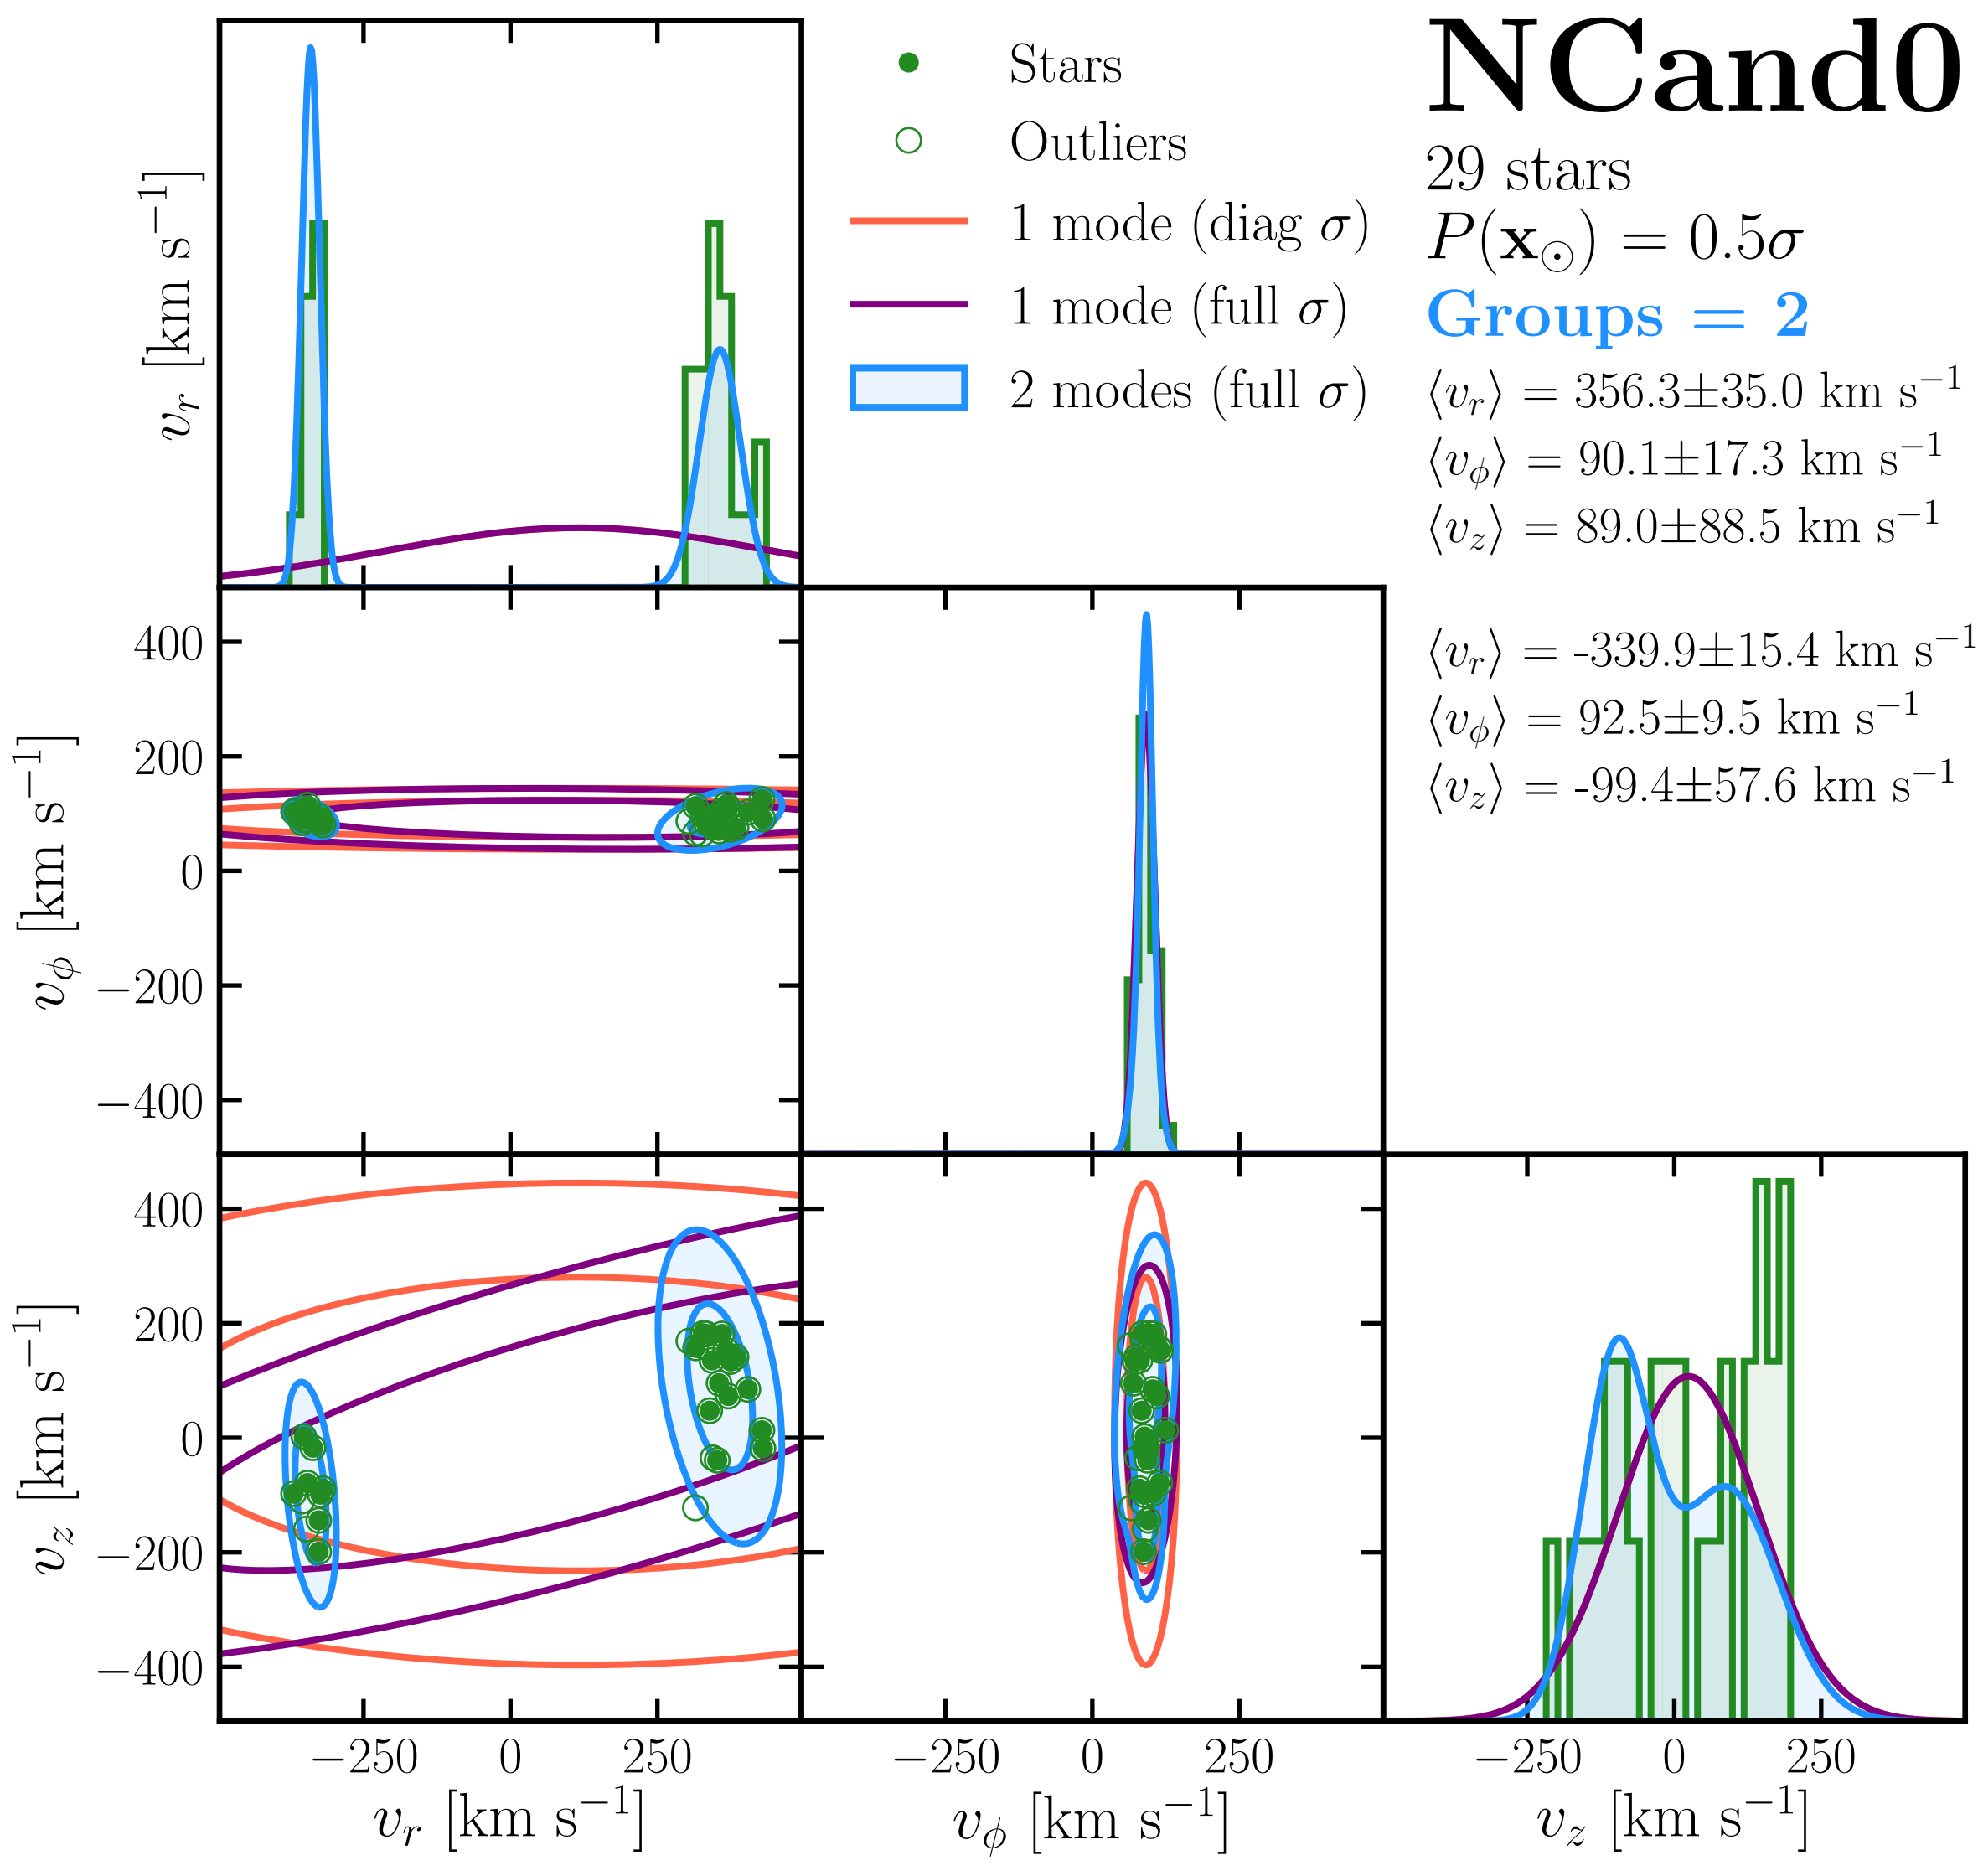 NCand0
29 stars
P(x⊙) = 0.5σ
Groups = 2
⟨v_r⟩ = 356.3±35.0 km s⁻¹
⟨v_ϕ⟩ = 90.1±17.3 km s⁻¹
⟨v_z⟩ = 89.0±88.5 km s⁻¹
⟨v_r⟩ = -339.9±15.4 km s⁻¹
⟨v_ϕ⟩ = 92.5±9.5 km s⁻¹
⟨v_z⟩ = -99.4±57.6 km s⁻¹
Stars
Outliers
1 mode (diag σ)
1 mode (full σ)
2 modes (full σ)
v_r [km s⁻¹]
v_ϕ [km s⁻¹]
400
200
0
−200
−400
v_z [km s⁻¹]
400
200
0
−200
−400
−250 0 250
v_r [km s⁻¹]
−250 0 250
v_ϕ [km s⁻¹]
−250 0 250
v_z [km s⁻¹]